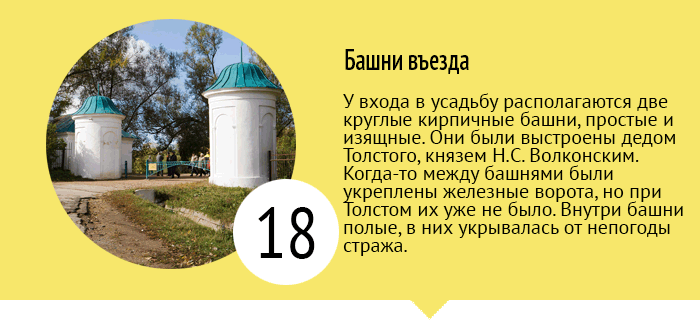 Башни въезда
У входа в усадьбу располагаются две
круглые кирпичные башни, простые и
изящные. Они были выстроены дедом
Толстого, князем Н.С. Волконским.
Когда-то между башнями были
укреплены железные ворота, но при
Толстом их уже не было. Внутри башни
полые, в них укрывалась от непогоды
стража.
18